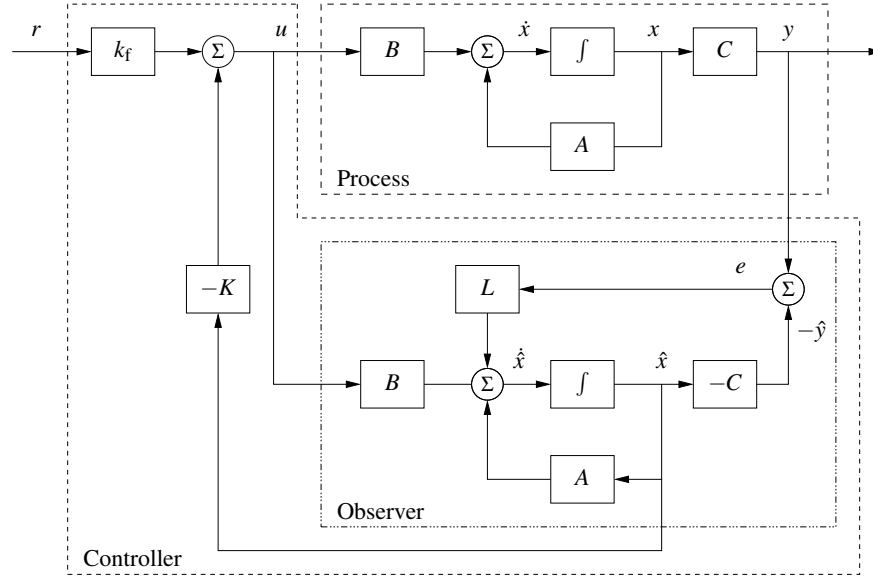 r
k_f
Σ
u
B
Σ
ẋ
∫
x
C
y
A
Process
−K
L
e
Σ
−ŷ
B
Σ
x̂̇
∫
x̂
−C
A
Observer
Controller